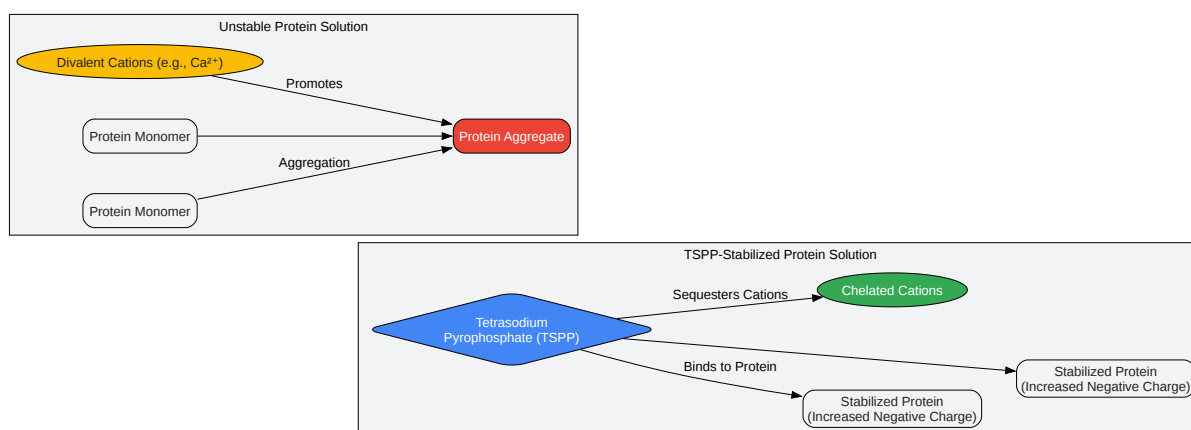 Unstable Protein Solution
Divalent Cations (e.g., Ca²⁺)
Promotes
Protein Monomer
Protein Aggregate
Aggregation
Protein Monomer
TSPP-Stabilized Protein Solution
Sequesters Cations
Chelated Cations
Tetrasodium
Pyrophosphate (TSPP)
Binds to Protein
Stabilized Protein
(Increased Negative Charge)
Stabilized Protein
(Increased Negative Charge)